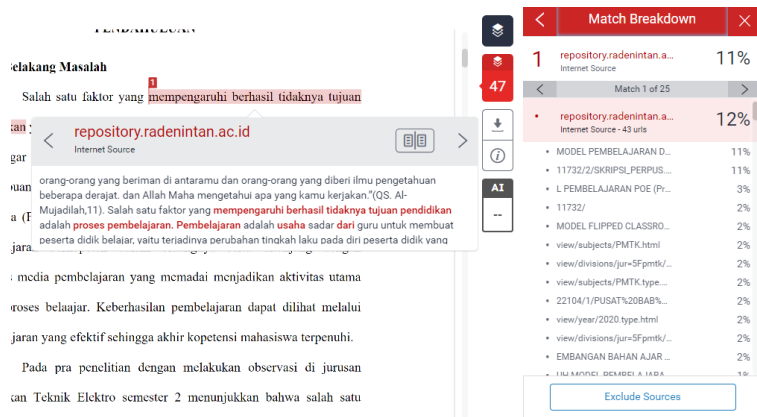 PENDAHULUAN
elakang Masalah
1
Salah satu faktor yang mempengaruhi berhasil tidaknya tujuan
kan
repository.radenintan.ac.id
Internet Source
gar
orang-orang yang beriman di antaramu dan orang-orang yang diberi ilmu pengetahuan
beberapa derajat. dan Allah Maha mengetahui apa yang kamu kerjakan."(QS. Al-
Mujadilah,11). Salah satu faktor yang mempengaruhi berhasil tidaknya tujuan pendidikan
adalah proses pembelajaran. Pembelajaran adalah usaha sadar dari guru untuk membuat
peserta didik belajar, yaitu terjadinya perubahan tingkah laku pada diri peserta didik yang
media pembelajaran yang memadai menjadikan aktivitas utama
proses belaajar. Keberhasilan pembelajaran dapat dilihat melalui
jaran yang efektif sehingga akhir kopetensi mahasiswa terpenuhi.
Pada pra penelitian dengan melakukan observasi di jurusan
kan Teknik Elektro semester 2 menunjukkan bahwa salah satu
47
AI
--
Match Breakdown
1 repository.radenintan.a... 11%
Internet Source
Match 1 of 25
repository.radenintan.a... 12%
Internet Source - 43 urls
MODEL PEMBELAJARAN D... 11%
11732/2/SKRIPSI_PERPUS.... 11%
L PEMBELAJARAN POE (Pr... 3%
11732/ 2%
MODEL FLIPPED CLASSRO... 2%
view/subjects/PMTK.html 2%
view/divisions/jur=5Fpmtk/... 2%
view/subjects/PMTK.type.... 2%
22104/1/PUSAT%20BAB%... 2%
view/year/2020.type.html 2%
view/divisions/jur=5Fpmtk/... 2%
EMBANGAN BAHAN AJAR ... 2%
Exclude Sources